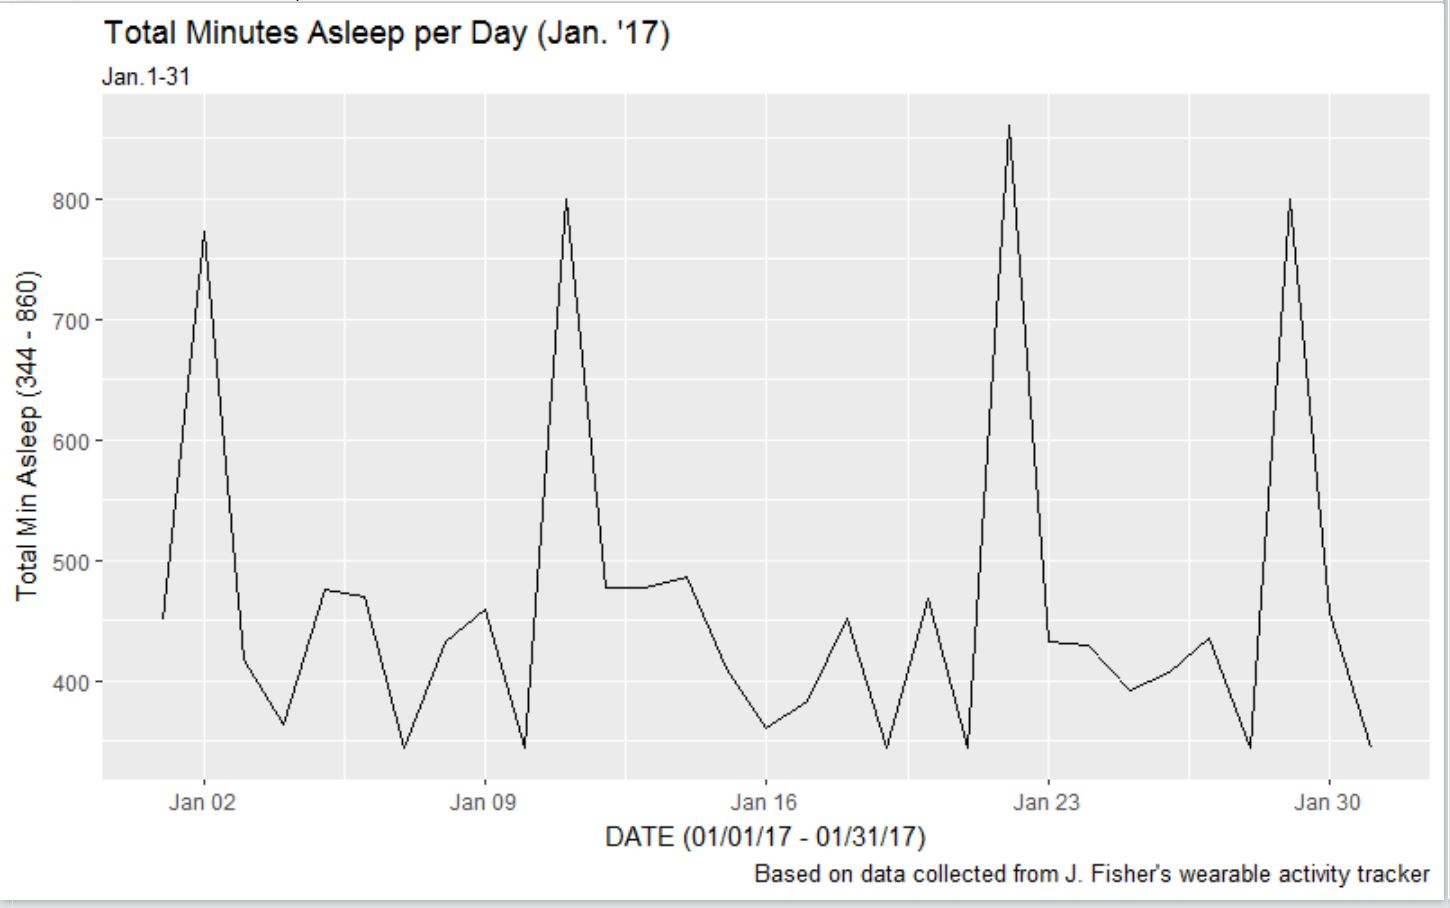 Total Minutes Asleep per Day (Jan. '17)
Jan.1-31
Total Min Asleep (344 - 860)
800
700
600
500
400
Jan 02
Jan 09
Jan 16
Jan 23
Jan 30
DATE (01/01/17 - 01/31/17)
Based on data collected from J. Fisher's wearable activity tracker